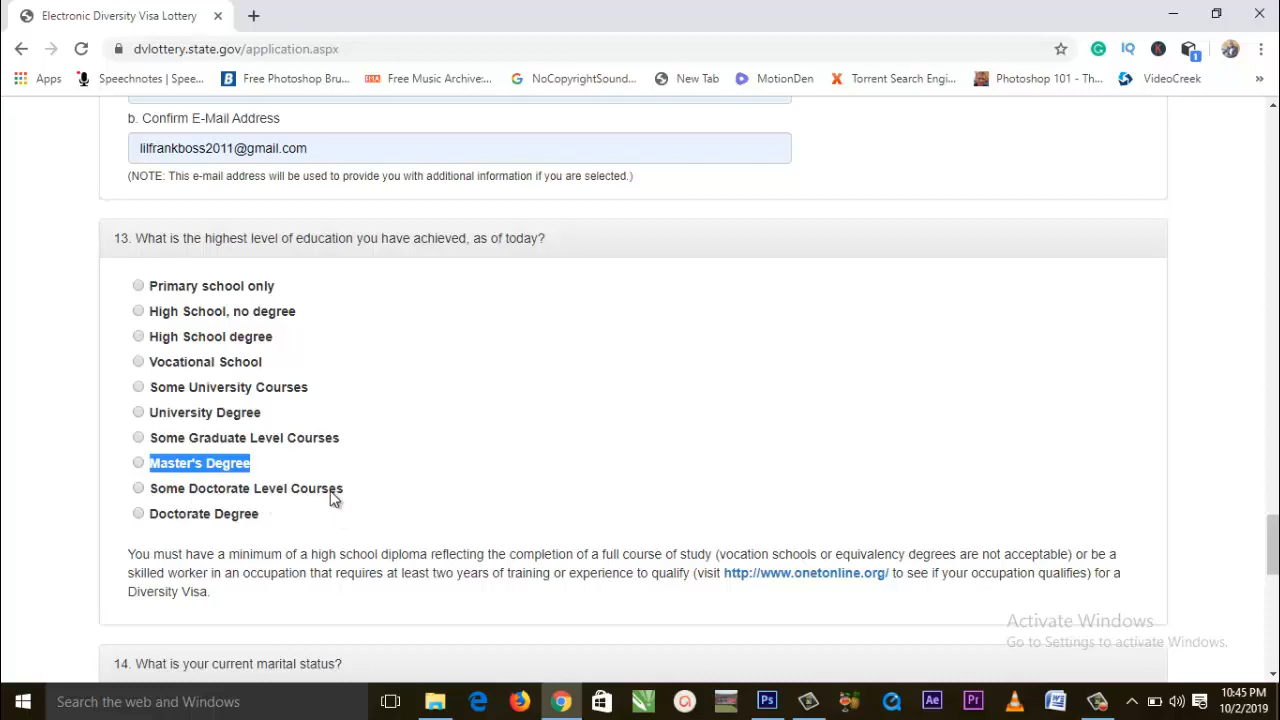 Electronic Diversity Visa Lottery
dvlottery.state.gov/application.aspx
Apps Speechnotes | Spee... Free Photoshop Bru... Free Music Archive:... NoCopyrightSound... New Tab MotionDen Torrent Search Engi... Photoshop 101 - Th... VideoCreek »
b. Confirm E-Mail Address
lilfrankboss2011@gmail.com
(NOTE: This e-mail address will be used to provide you with additional information if you are selected.)
13. What is the highest level of education you have achieved, as of today?
Primary school only
High School, no degree
High School degree
Vocational School
Some University Courses
University Degree
Some Graduate Level Courses
Master's Degree
Some Doctorate Level Courses
Doctorate Degree
You must have a minimum of a high school diploma reflecting the completion of a full course of study (vocation schools or equivalency degrees are not acceptable) or be a
skilled worker in an occupation that requires at least two years of training or experience to qualify (visit http://www.onetonline.org/ to see if your occupation qualifies) for a
Diversity Visa.
Activate Windows
Go to Settings to activate Windows.
14. What is your current marital status?
Search the web and Windows
10:45 PM
10/2/2019